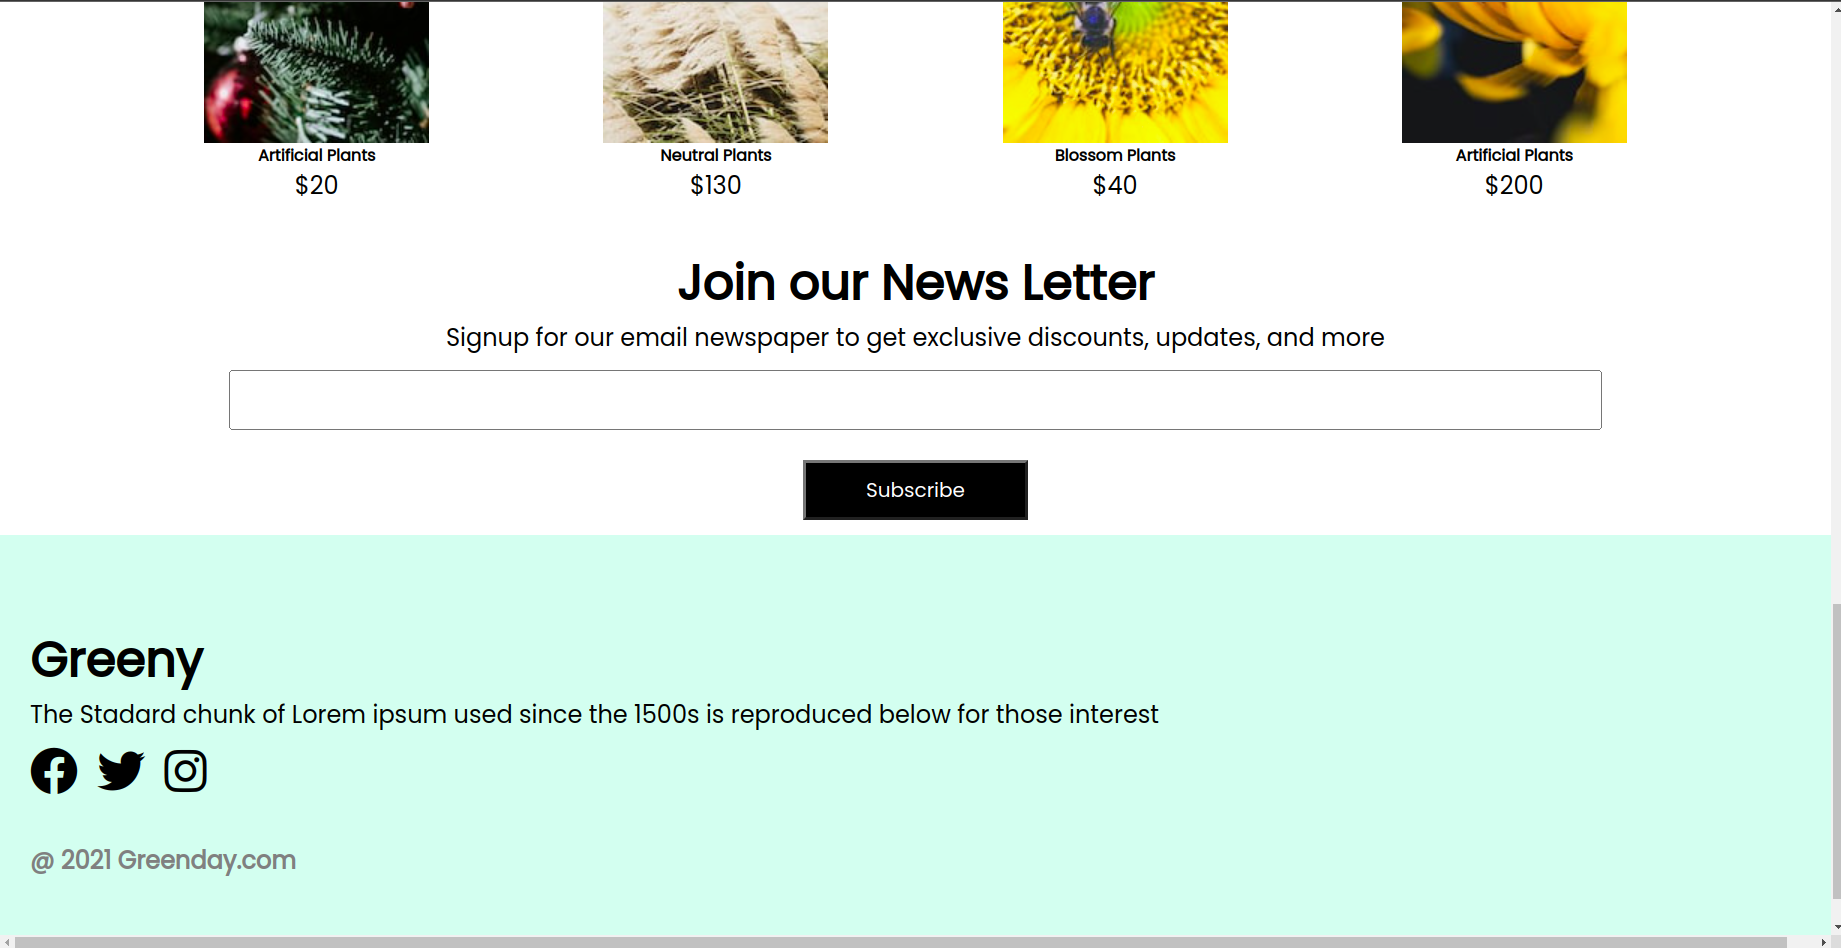 Artificial Plants Neutral Plants Blossom Plants Artificial Plants
$20 $130 $40 $200
Join our News Letter
Signup for our email newspaper to get exclusive discounts, updates, and more
Subscribe
Greeny
The Stadard chunk of Lorem ipsum used since the 1500s is reproduced below for those interest
@ 2021 Greenday.com